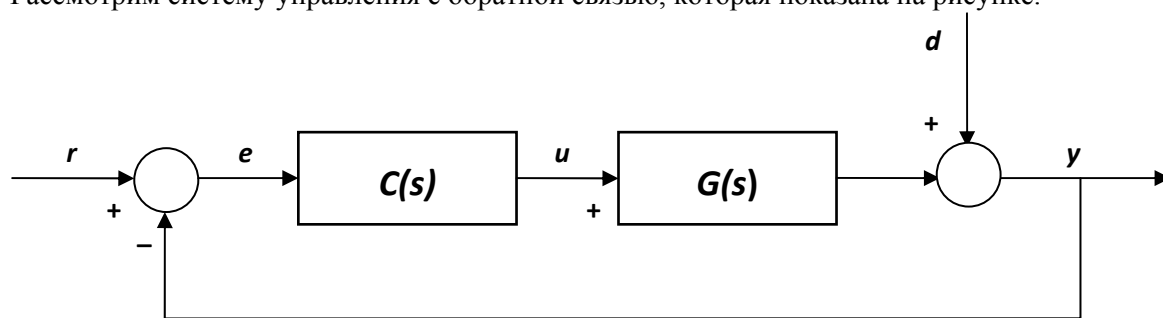 Рассмотрим систему управления с обратной связью, которая показана на рисунке.
d
+
r e C(s) u G(s) y
+ +
–